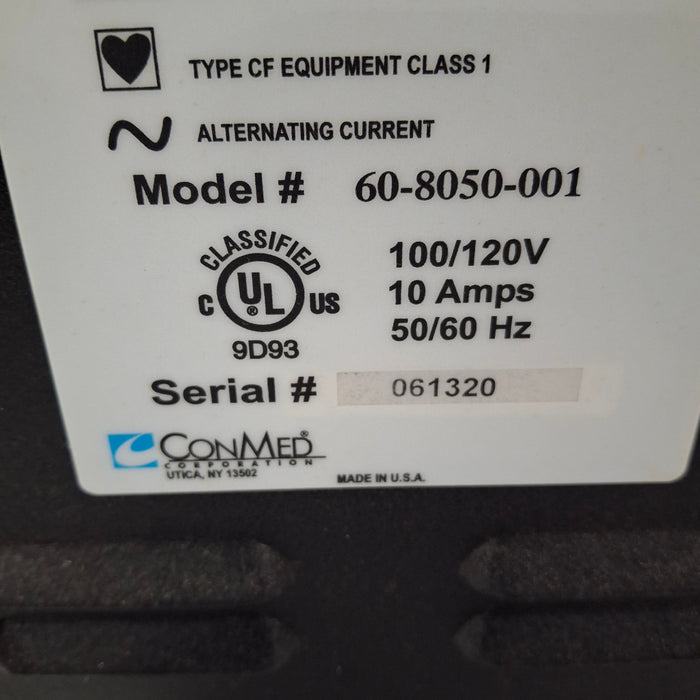 TYPE CF EQUIPMENT CLASS 1
ALTERNATING CURRENT
Model # 60-8050-001
CLASSIFIED
C UL® US
9D93
100/120V
10 Amps
50/60 Hz
Serial # 061320
CONMED®
CORPORATION
UTICA, NY 13502
MADE IN U.S.A.